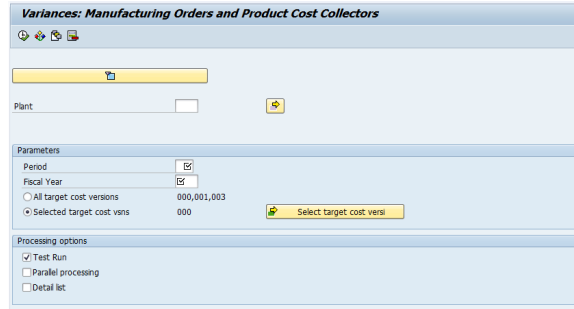 Variances: Manufacturing Orders and Product Cost Collectors
Plant
Parameters
Period
Fiscal Year
All target cost versions 000,001,003
Selected target cost vsns 000 Select target cost versi
Processing options
Test Run
Parallel processing
Detail list